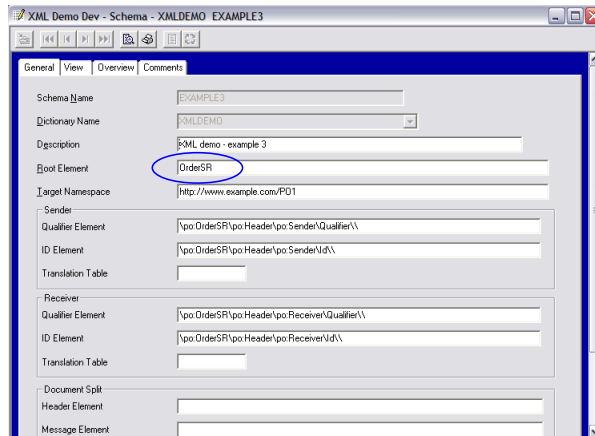 XML Demo Dev - Schema - XMLDEMO EXAMPLE3
General View Overview Comments
Schema Name EXAMPLE3
Dictionary Name XMLDEMO
Description XML demo - example 3
Root Element OrderSR
Target Namespace http://www.example.com/PO1
Sender
Qualifier Element \po:OrderSR\po:Header\po:Sender\Qualifier\\
ID Element \po:OrderSR\po:Header\po:Sender\Id\\
Translation Table
Receiver
Qualifier Element \po:OrderSR\po:Header\po:Receiver\Qualifier\\
ID Element \po:OrderSR\po:Header\po:Receiver\Id\\
Translation Table
Document Split
Header Element
Message Element